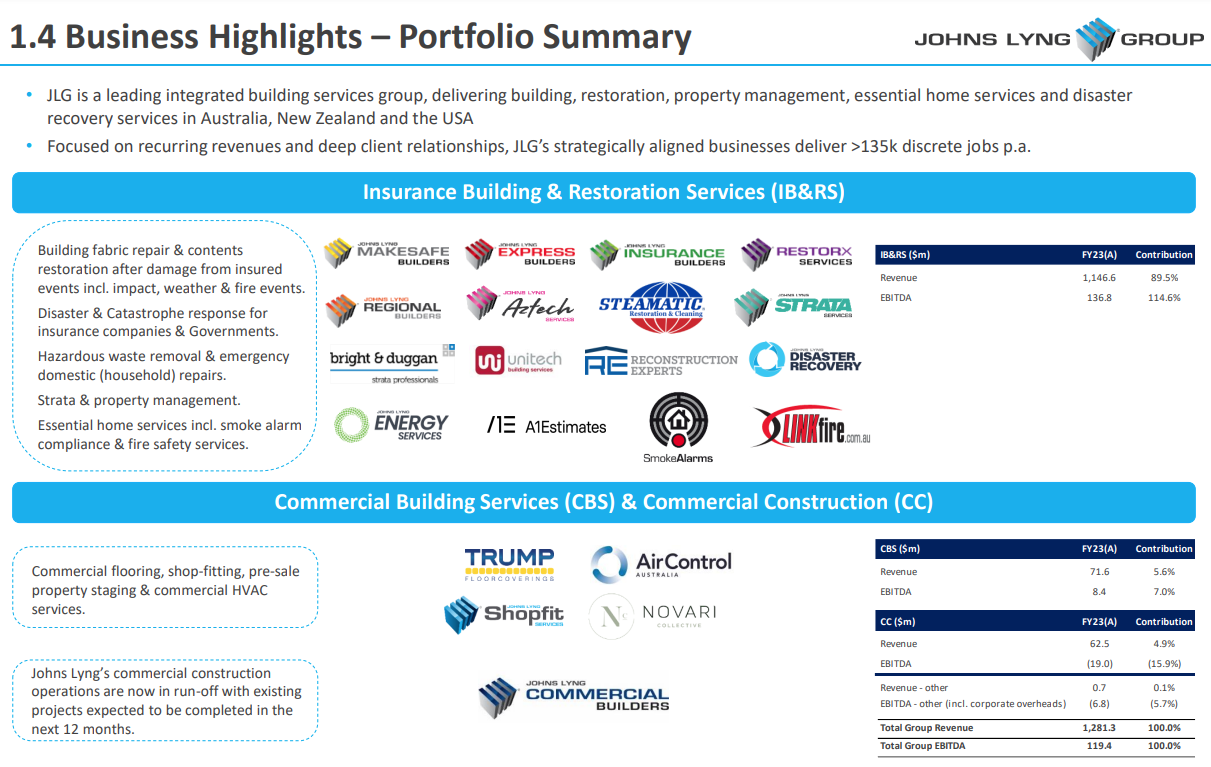 1.4 Business Highlights – Portfolio Summary
JOHNS LYNG GROUP
• JLG is a leading integrated building services group, delivering building, restoration, property management, essential home services and disaster
recovery services in Australia, New Zealand and the USA
• Focused on recurring revenues and deep client relationships, JLG's strategically aligned businesses deliver >135k discrete jobs p.a.
Insurance Building & Restoration Services (IB&RS)
Building fabric repair & contents
restoration after damage from insured
events incl. impact, weather & fire events.
Disaster & Catastrophe response for
insurance companies & Governments.
Hazardous waste removal & emergency
domestic (household) repairs.
Strata & property management.
Essential home services incl. smoke alarm
compliance & fire safety services.
JOHNS LYNG
MAKESAFE
BUILDERS
JOHNS LYNG
EXPRESS
BUILDERS
JOHNS LYNG
INSURANCE
BUILDERS
JOHNS LYNG
RESTORX
SERVICES
JOHNS LYNG
REGIONAL
BUILDERS
JOHNS LYNG
Aztech
SERVICES
STEAMATIC
Restoration & Cleaning
JOHNS LYNG
STRATA
SERVICES
bright & duggan
strata professionals
unitech
building services
RE RECONSTRUCTION
EXPERTS
JOHNS LYNG
DISASTER
RECOVERY
JOHNS LYNG
ENERGY
SERVICES
A1Estimates
SmokeAlarms
LINKfire.com.au
IB&RS ($m) FY23(A) Contribution
Revenue 1,146.6 89.5%
EBITDA 136.8 114.6%
Commercial Building Services (CBS) & Commercial Construction (CC)
Commercial flooring, shop-fitting, pre-sale
property staging & commercial HVAC
services.
TRUMP
FLOORCOVERINGS
AirControl
AUSTRALIA
JOHNS LYNG
Shopfit
SERVICES
Nc NOVARI
COLLECTIVE
Johns Lyng's commercial construction
operations are now in run-off with existing
projects expected to be completed in the
next 12 months.
JOHNS LYNG
COMMERCIAL
BUILDERS
CBS ($m) FY23(A) Contribution
Revenue 71.6 5.6%
EBITDA 8.4 7.0%
CC ($m) FY23(A) Contribution
Revenue 62.5 4.9%
EBITDA (19.0) (15.9%)
Revenue - other 0.7 0.1%
EBITDA - other (incl. corporate overheads) (6.8) (5.7%)
Total Group Revenue 1,281.3 100.0%
Total Group EBITDA 119.4 100.0%